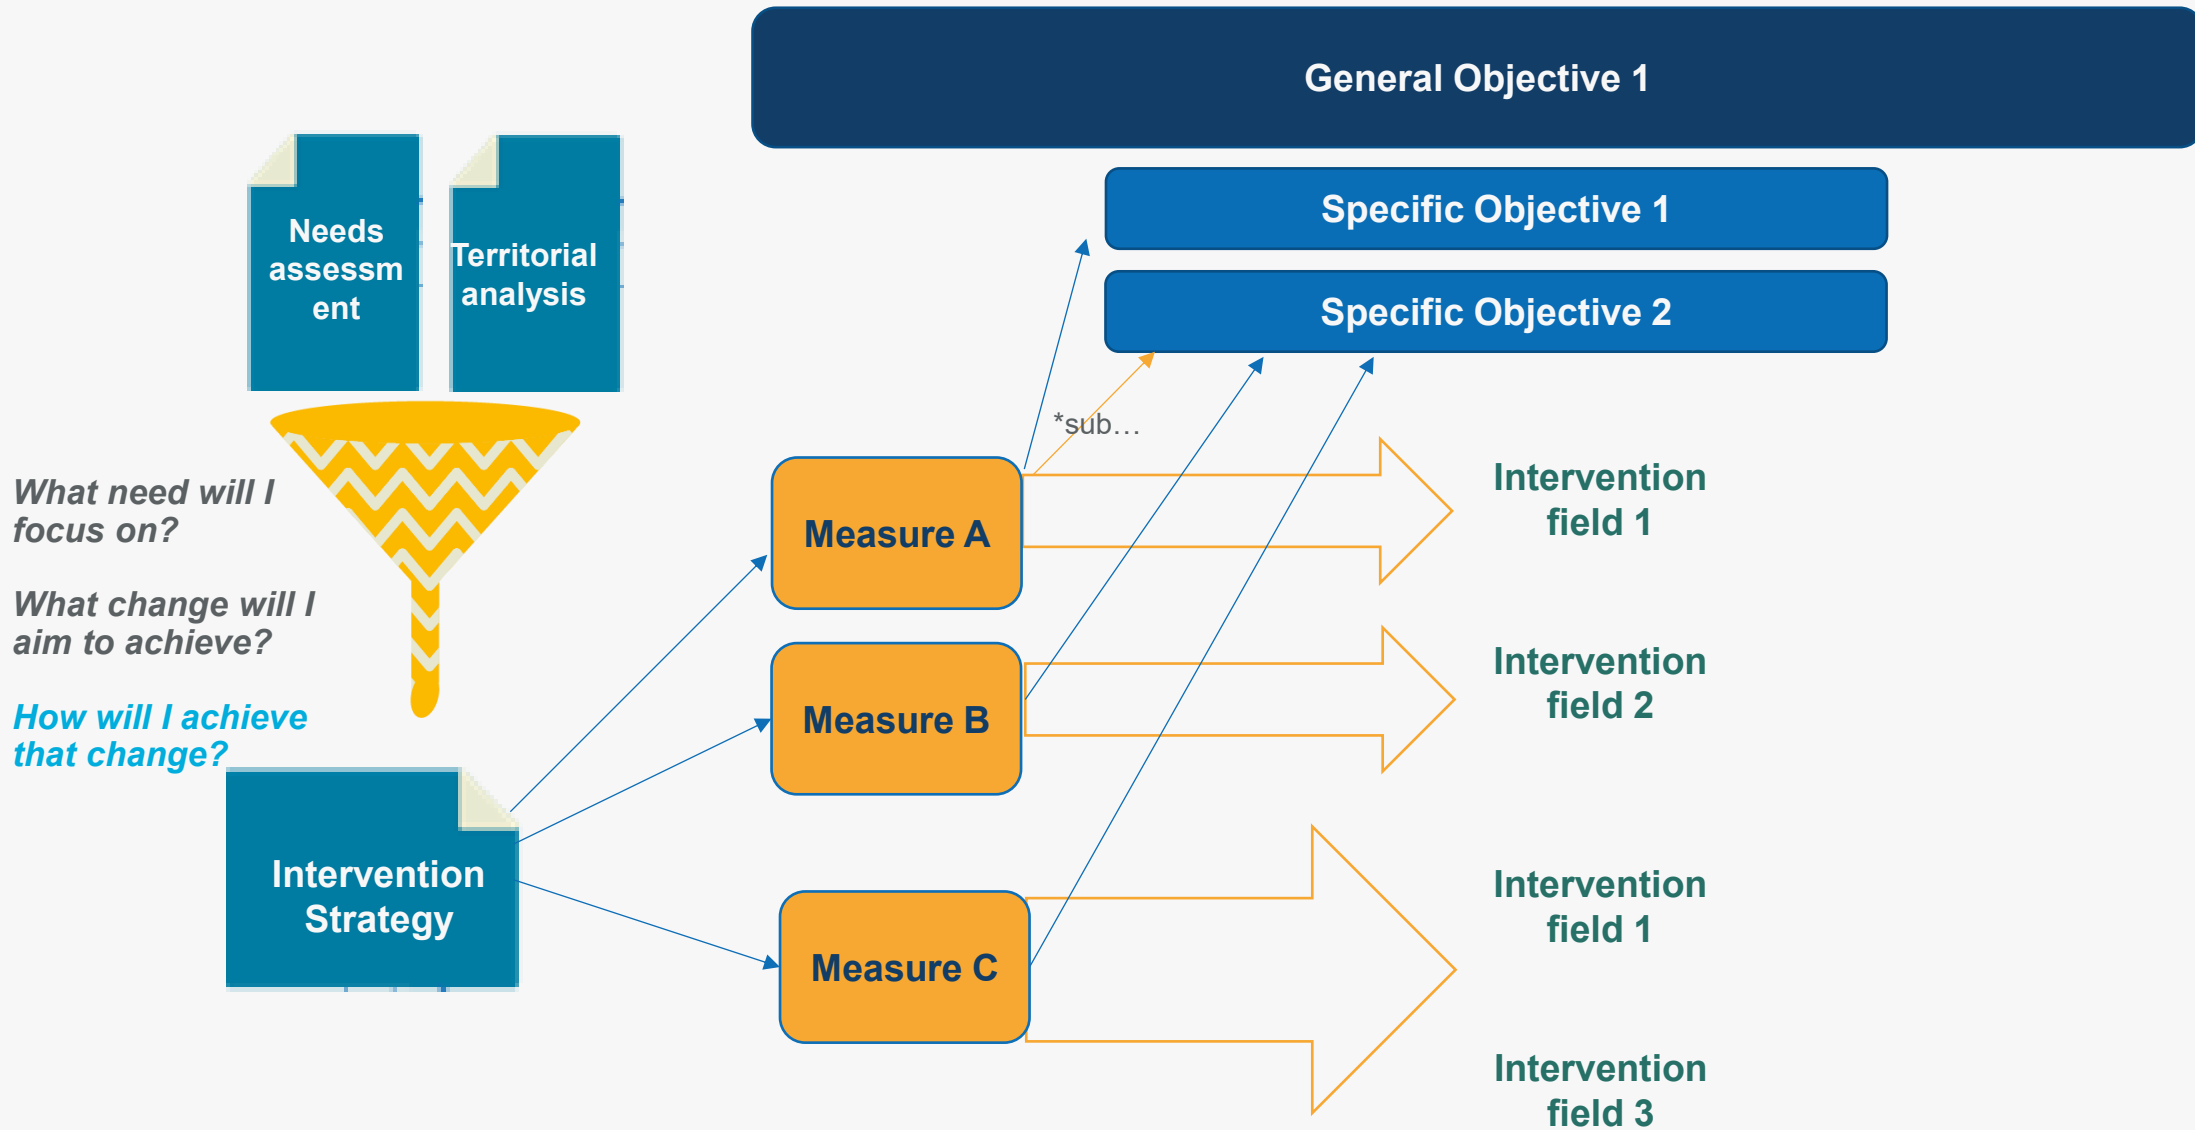 General Objective 1
Specific Objective 1
Specific Objective 2
Needs
assessm
ent
Territorial
analysis
*sub…
What need will I
focus on?
What change will I
aim to achieve?
How will I achieve
that change?
Intervention
Strategy
Measure A
Intervention
field 1
Measure B
Intervention
field 2
Measure C
Intervention
field 1
Intervention
field 3